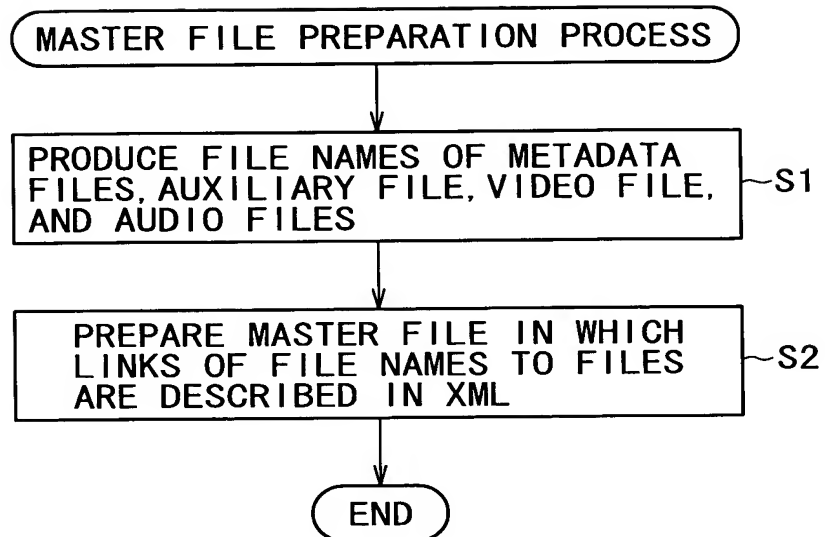 MASTER FILE PREPARATION PROCESS
PRODUCE FILE NAMES OF METADATA
FILES, AUXILIARY FILE, VIDEO FILE,
AND AUDIO FILES
S1
PREPARE MASTER FILE IN WHICH
LINKS OF FILE NAMES TO FILES
ARE DESCRIBED IN XML
S2
END